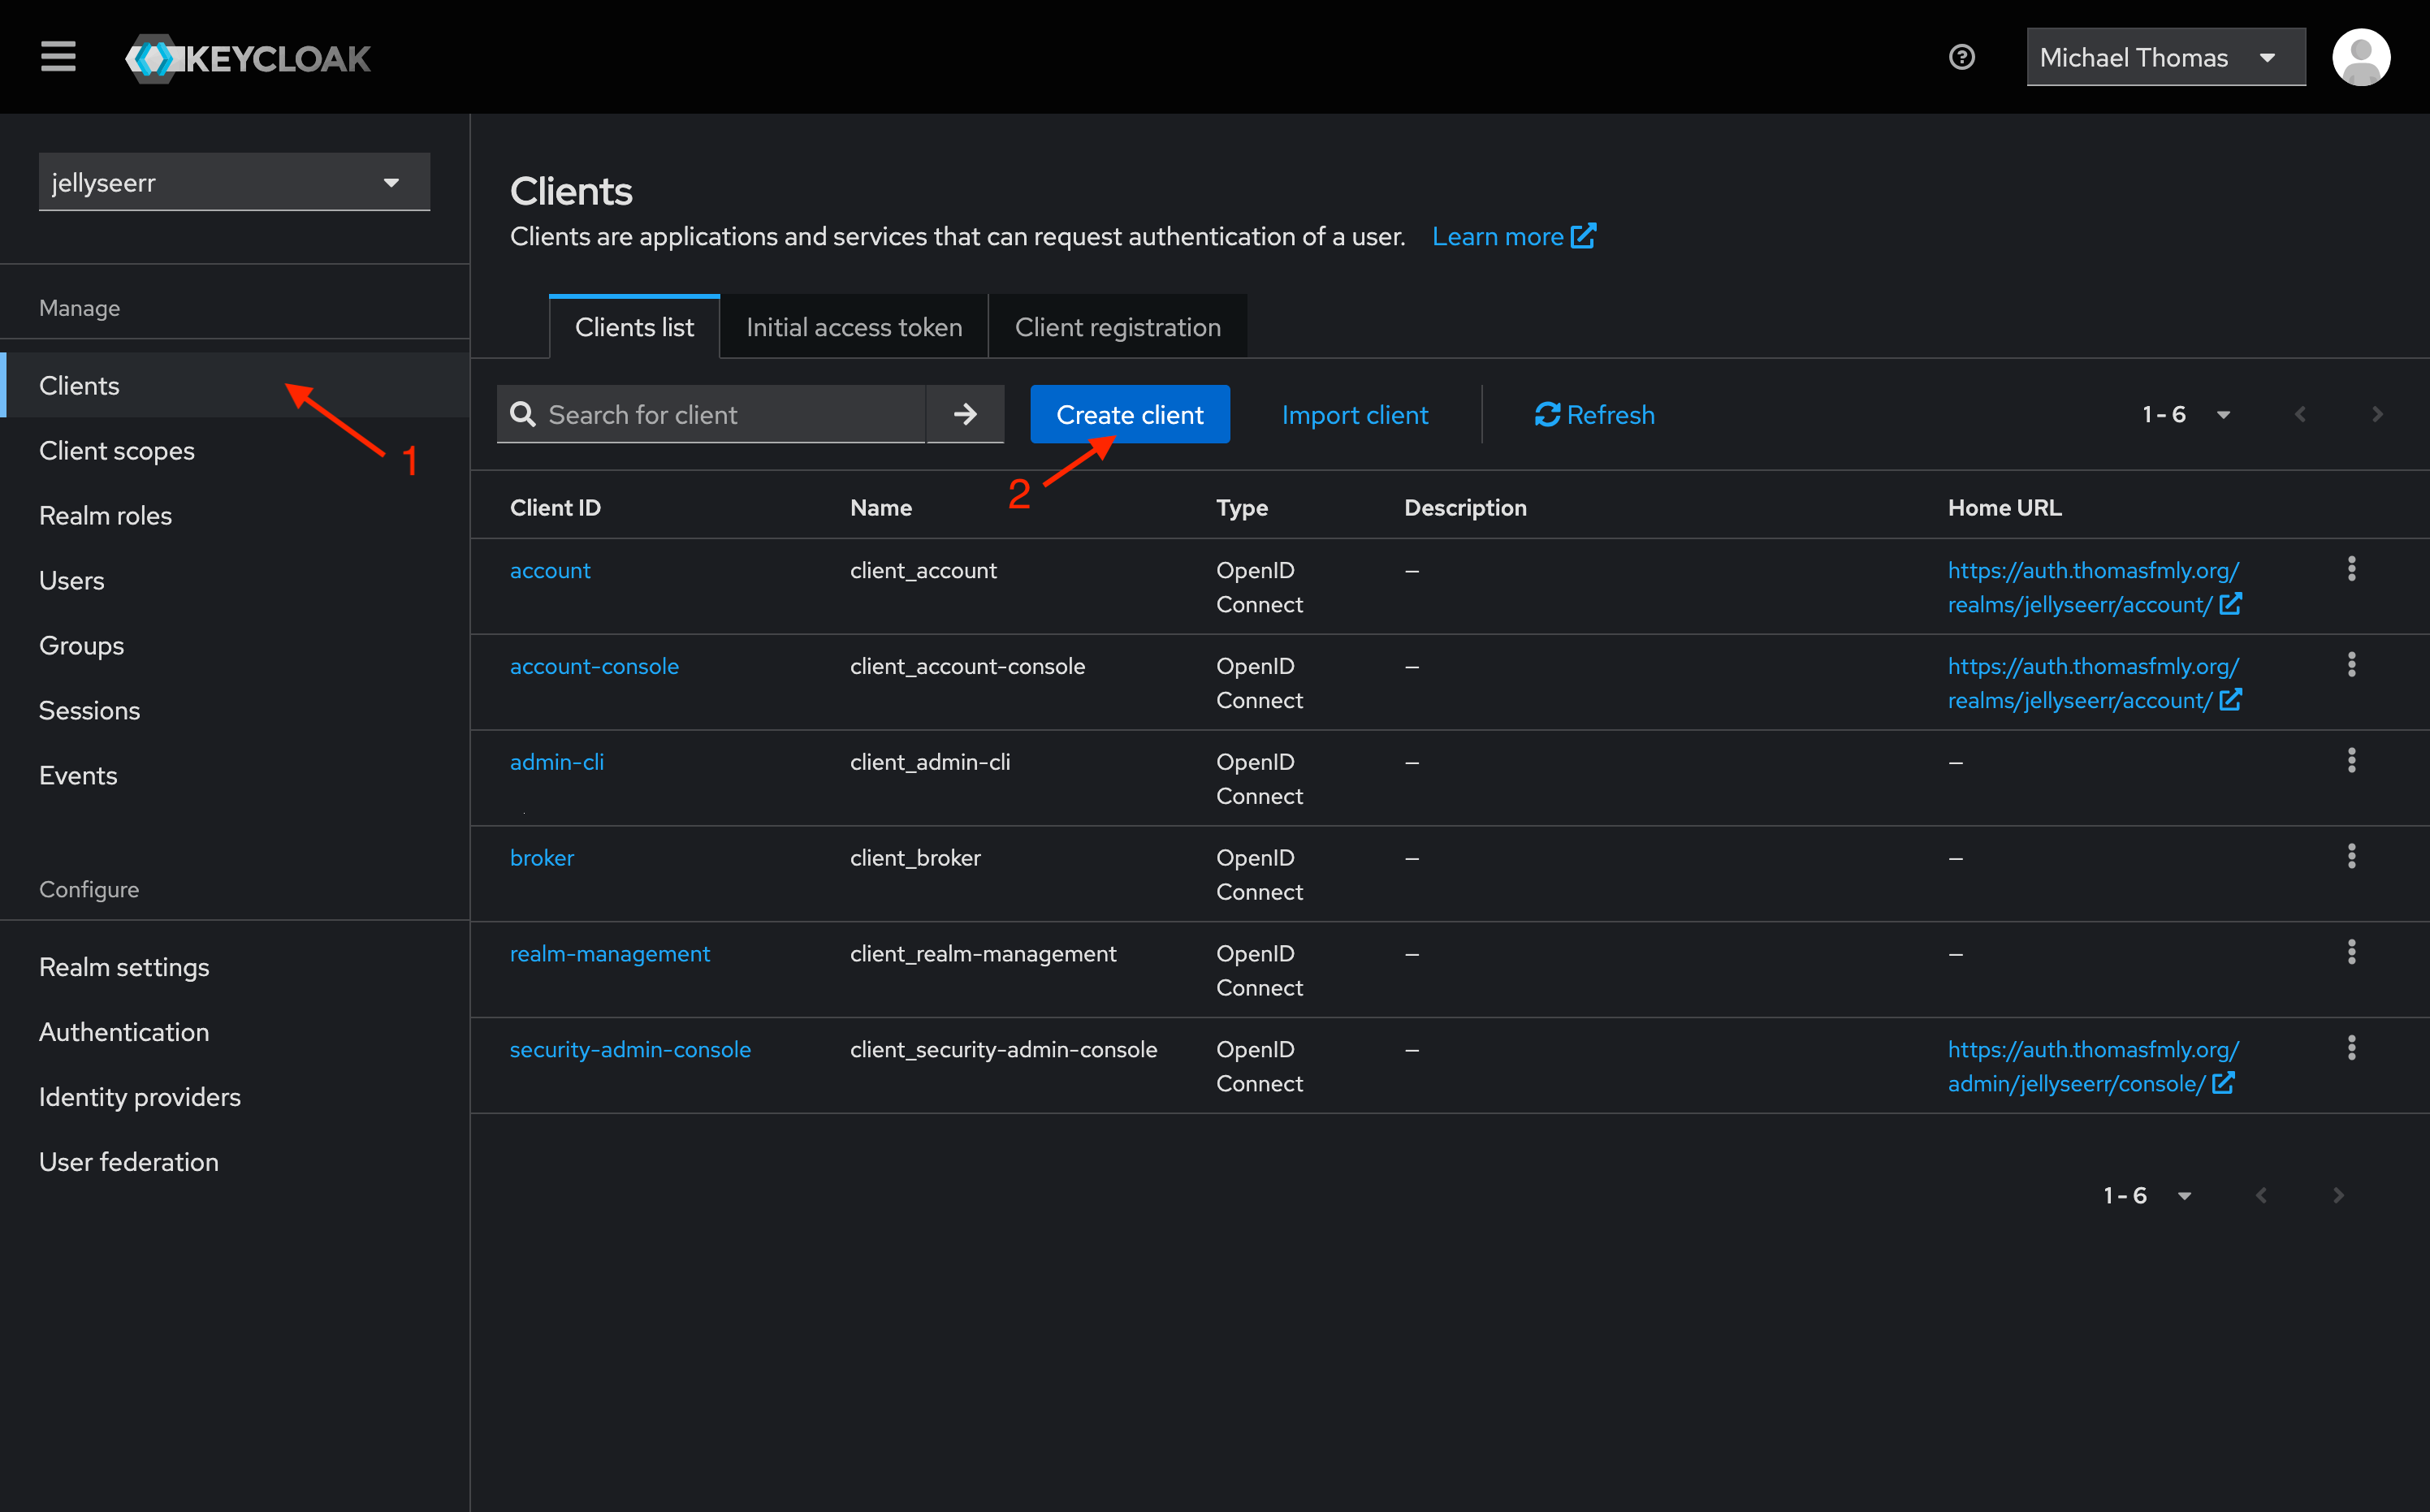 KEYCLOAK
Michael Thomas
jellyseerr
Manage
Clients
1
Client scopes
Realm roles
Users
Groups
Sessions
Events
Configure
Realm settings
Authentication
Identity providers
User federation
Clients
Clients are applications and services that can request authentication of a user. Learn more
Clients list Initial access token Client registration
Search for client Create client Import client Refresh 1 - 6
2
Client ID Name Type Description Home URL
account client_account OpenID – https://auth.thomasfmly.org/
Connect realms/jellyseerr/account/
account-console client_account-console OpenID – https://auth.thomasfmly.org/
Connect realms/jellyseerr/account/
admin-cli client_admin-cli OpenID – –
Connect
broker client_broker OpenID – –
Connect
realm-management client_realm-management OpenID – –
Connect
security-admin-console client_security-admin-console OpenID – https://auth.thomasfmly.org/
Connect admin/jellyseerr/console/
1 - 6